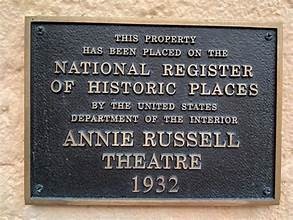 THIS PROPERTY
HAS BEEN PLACED ON THE
NATIONAL REGISTER
OF HISTORIC PLACES
BY THE UNITED STATES
DEPARTMENT OF THE INTERIOR
ANNIE RUSSELL
THEATRE
1932